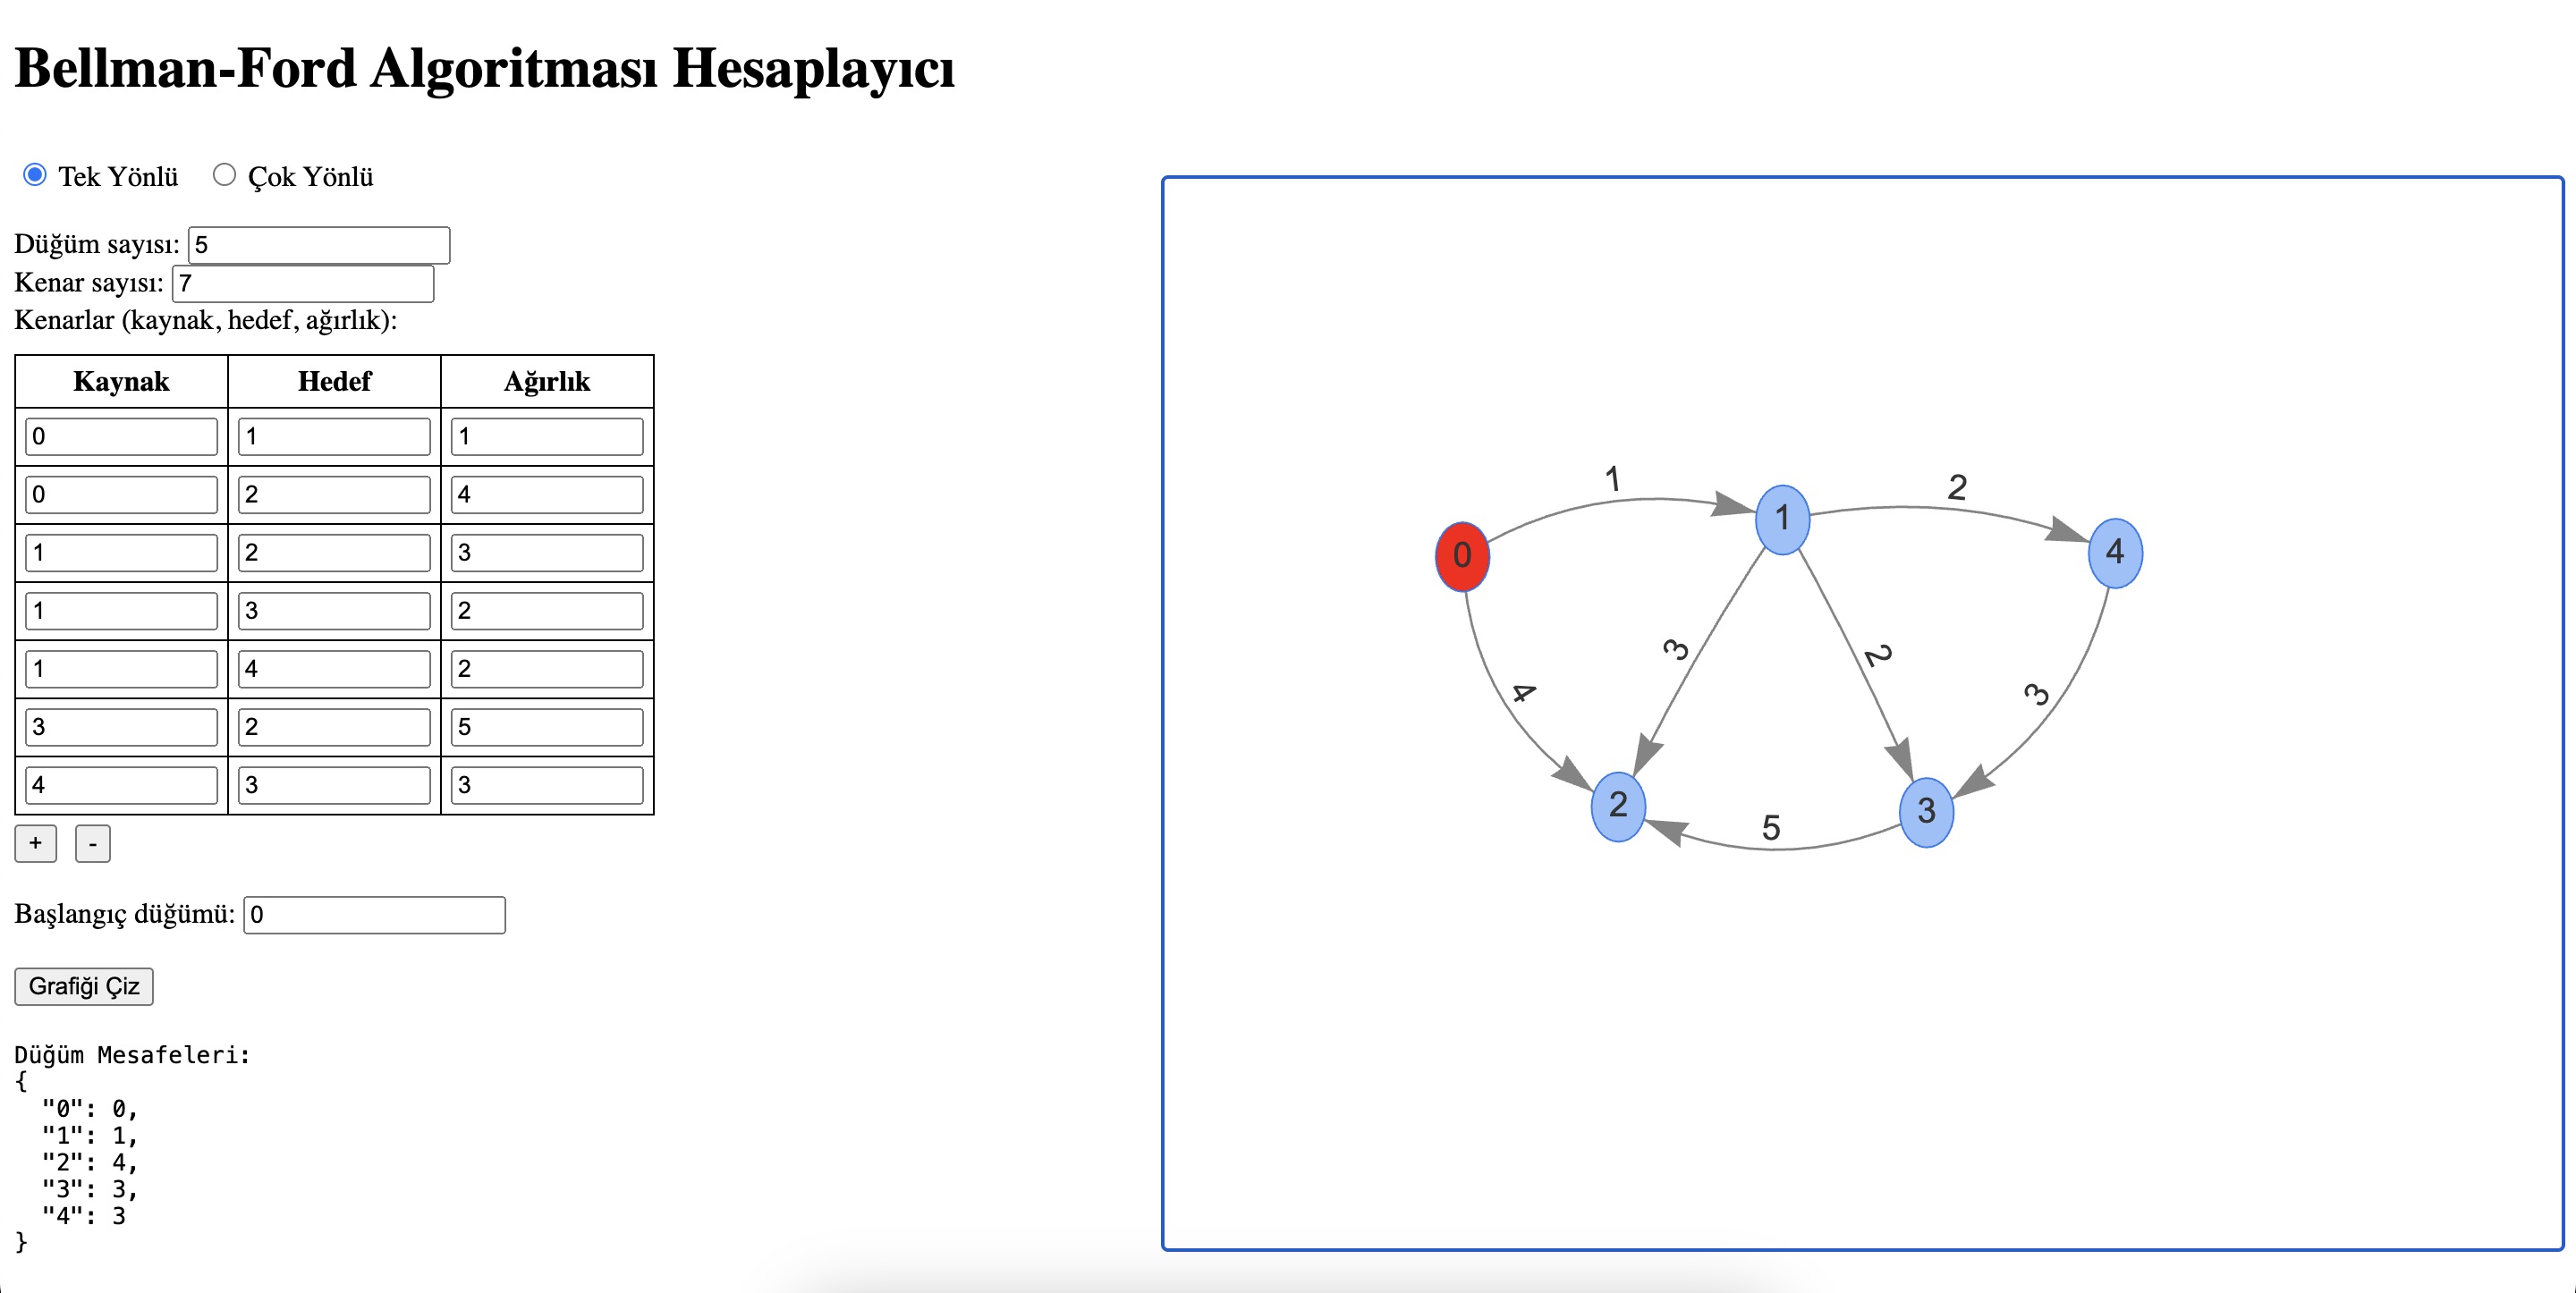 Bellman-Ford Algoritması Hesaplayıcı
Tek Yönlü Çok Yönlü
Düğüm sayısı: 5
Kenar sayısı: 7
Kenarlar (kaynak, hedef, ağırlık):
Kaynak Hedef Ağırlık
0 1 1
0 2 4
1 2 3
1 3 2
1 4 2
3 2 5
4 3 3
+ -
Başlangıç düğümü: 0
Grafiği Çiz
Düğüm Mesafeleri:
{
"0": 0,
"1": 1,
"2": 4,
"3": 3,
"4": 3
}
1 2
0 1 4
4 3 2 3
2 5 3